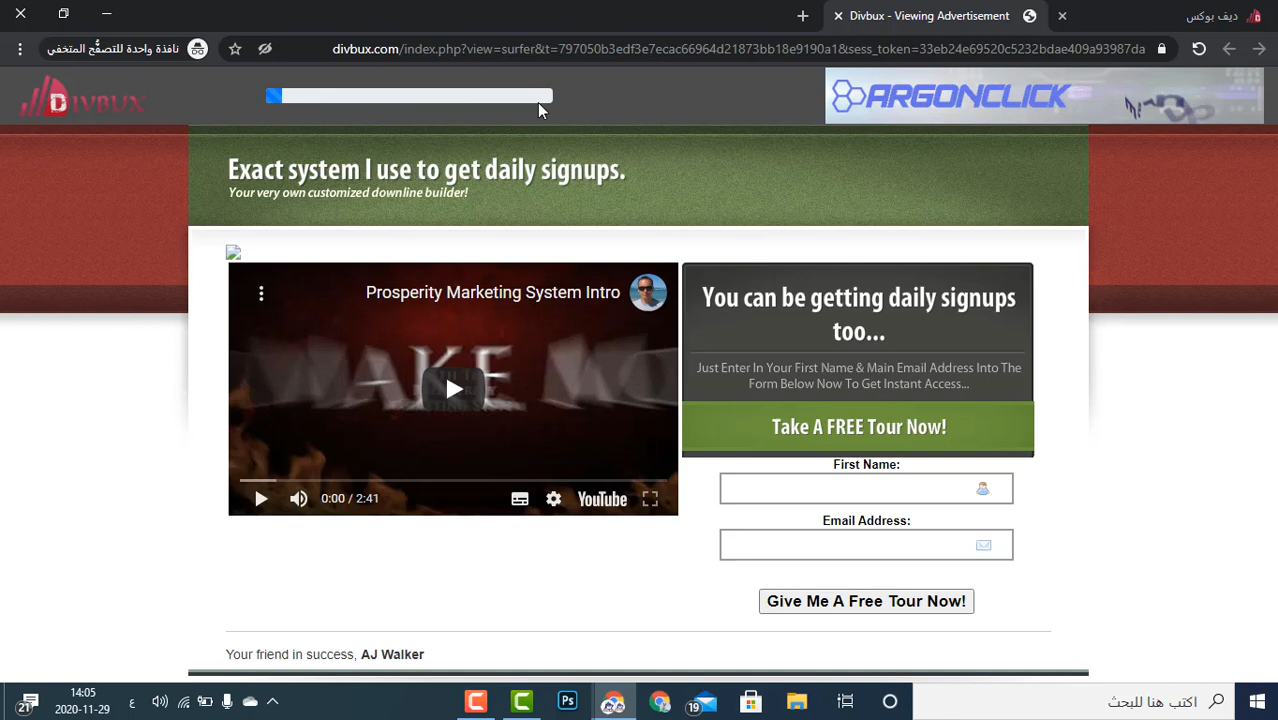 Divbux - Viewing Advertisement
ديف بوكس
نافذة واحدة للتصفُّح المتخفي
divbux.com/index.php?view=surfer&t=797050b3edf3e7ecac66964d21873bb18e9190a1&sess_token=33eb24e69520c5232bdae409a93987da
DIVBUX
ARGONCLICK
Exact system I use to get daily signups.
Your very own customized downline builder!
Prosperity Marketing System Intro
MAKE MO
0:00 / 2:41
YouTube
You can be getting daily signups
too...
Just Enter In Your First Name & Main Email Address Into The
Form Below Now To Get Instant Access...
Take A FREE Tour Now!
First Name:
Email Address:
Give Me A Free Tour Now!
Your friend in success, AJ Walker
21
14:05
2020-11-29
ع
Ps
19
اكتب هنا للبحث